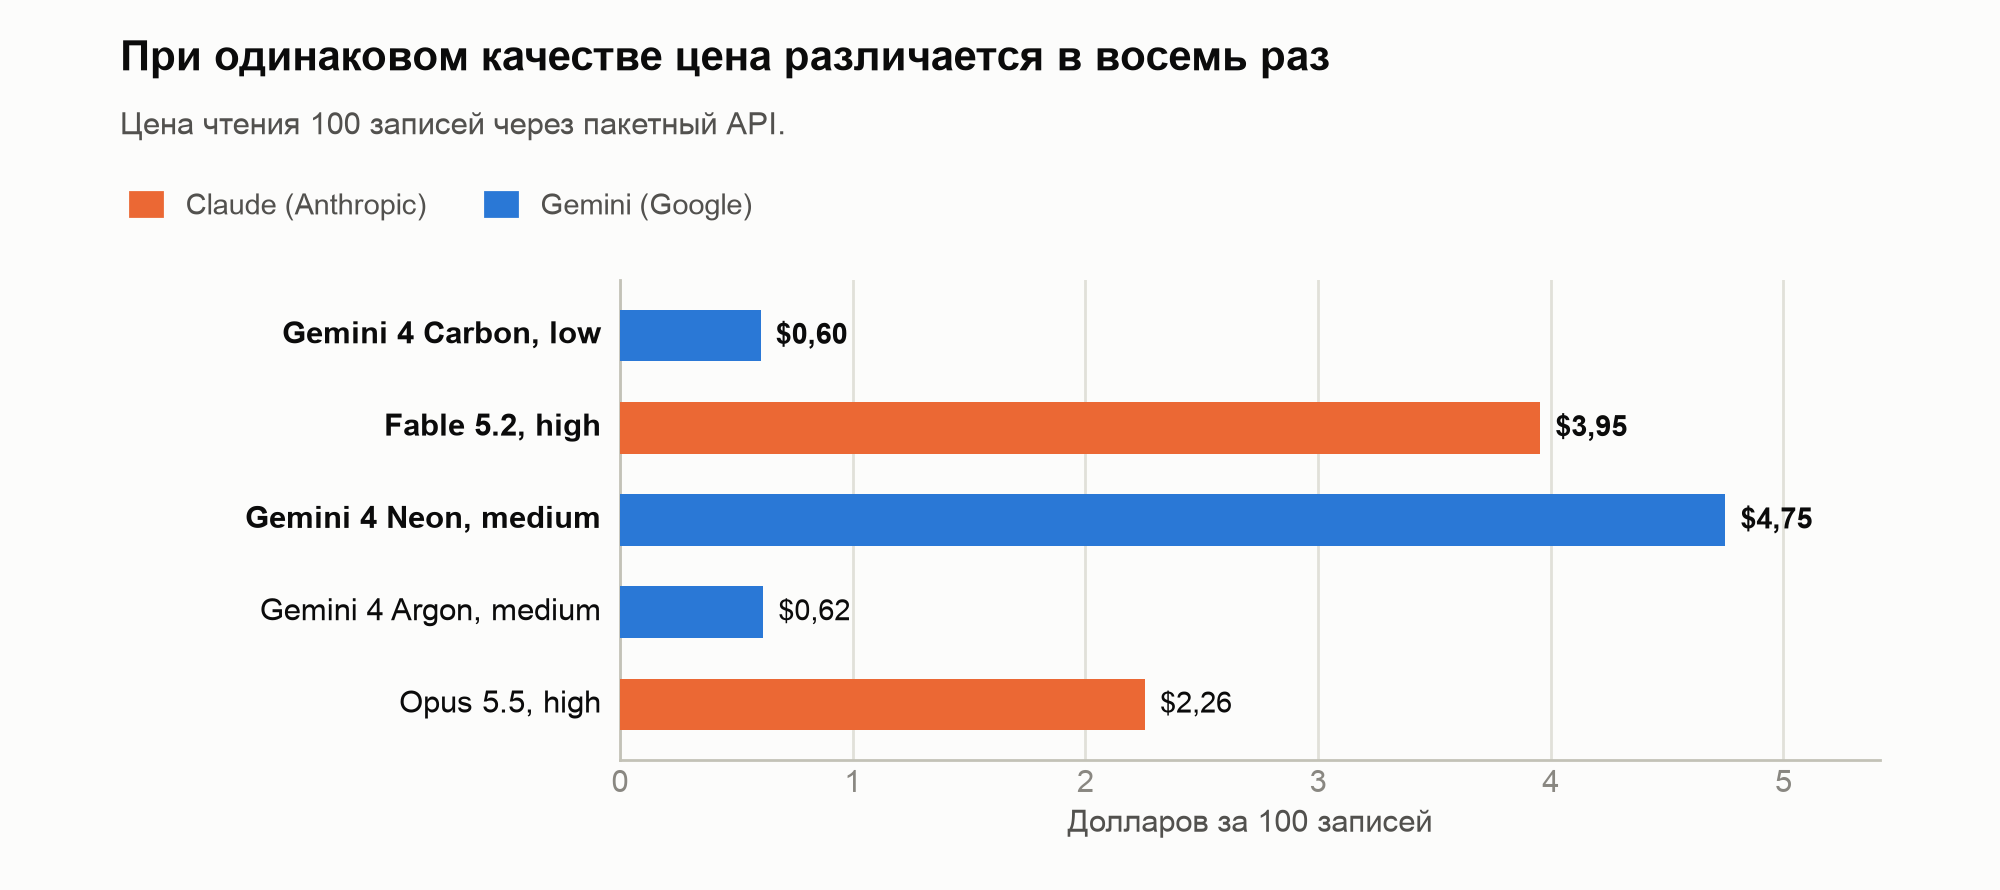 При одинаковом качестве цена различается в восемь раз
Цена чтения 100 записей через пакетный API.
Claude (Anthropic)
Gemini (Google)
Gemini 4 Carbon, low
$0,60
Fable 5.2, high
$3,95
Gemini 4 Neon, medium
$4,75
Gemini 4 Argon, medium
$0,62
Opus 5.5, high
$2,26
0 1 2 3 4 5
Долларов за 100 записей